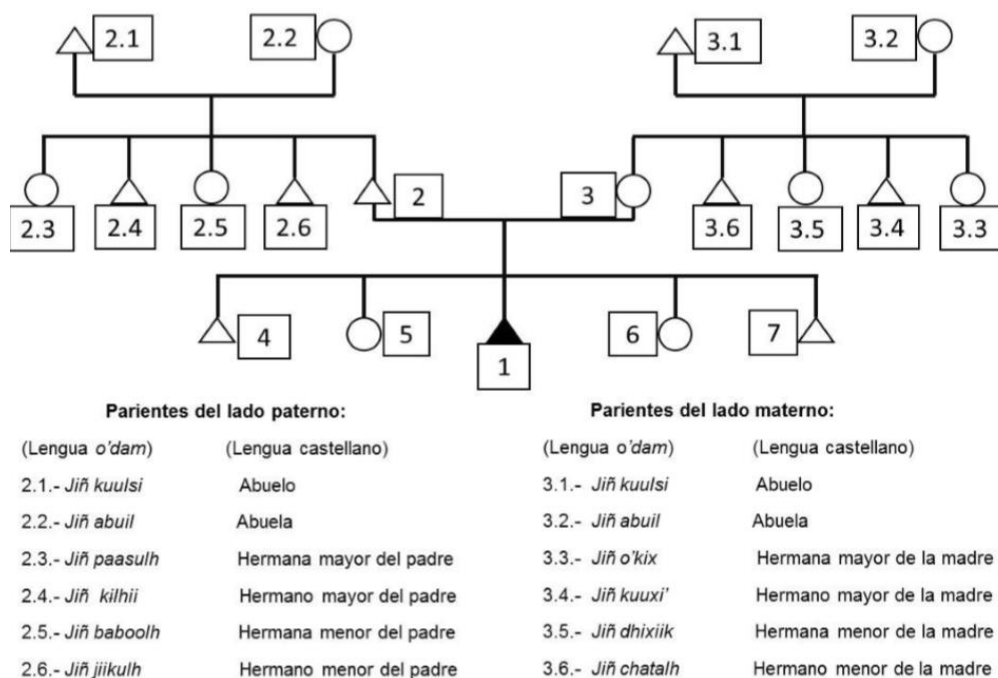 2.1 2.2 3.1 3.2
2.3 2.4 2.5 2.6 2 3 3.6 3.5 3.4 3.3
4 5 1 6 7
Parientes del lado paterno: Parientes del lado materno:
(Lengua o'dam) (Lengua castellano) (Lengua o'dam) (Lengua castellano)
2.1.- Jiñ kuulsi Abuelo 3.1.- Jiñ kuulsi Abuelo
2.2.- Jiñ abuil Abuela 3.2.- Jiñ abuil Abuela
2.3.- Jiñ paasulh Hermana mayor del padre 3.3.- Jiñ o'kix Hermana mayor de la madre
2.4.- Jiñ kilhii Hermano mayor del padre 3.4.- Jiñ kuuxi' Hermano mayor de la madre
2.5.- Jiñ baboolh Hermana menor del padre 3.5.- Jiñ dhixiik Hermana menor de la madre
2.6.- Jiñ jiikulh Hermano menor del padre 3.6.- Jiñ chatalh Hermano menor de la madre